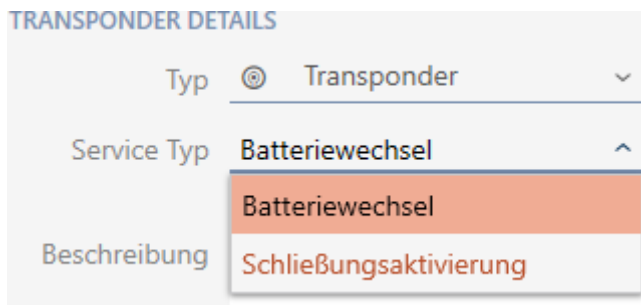 TRANSPONDER DETAILS
Typ Transponder
Service Typ Batteriewechsel
Batteriewechsel
Beschreibung
Schließungsaktivierung